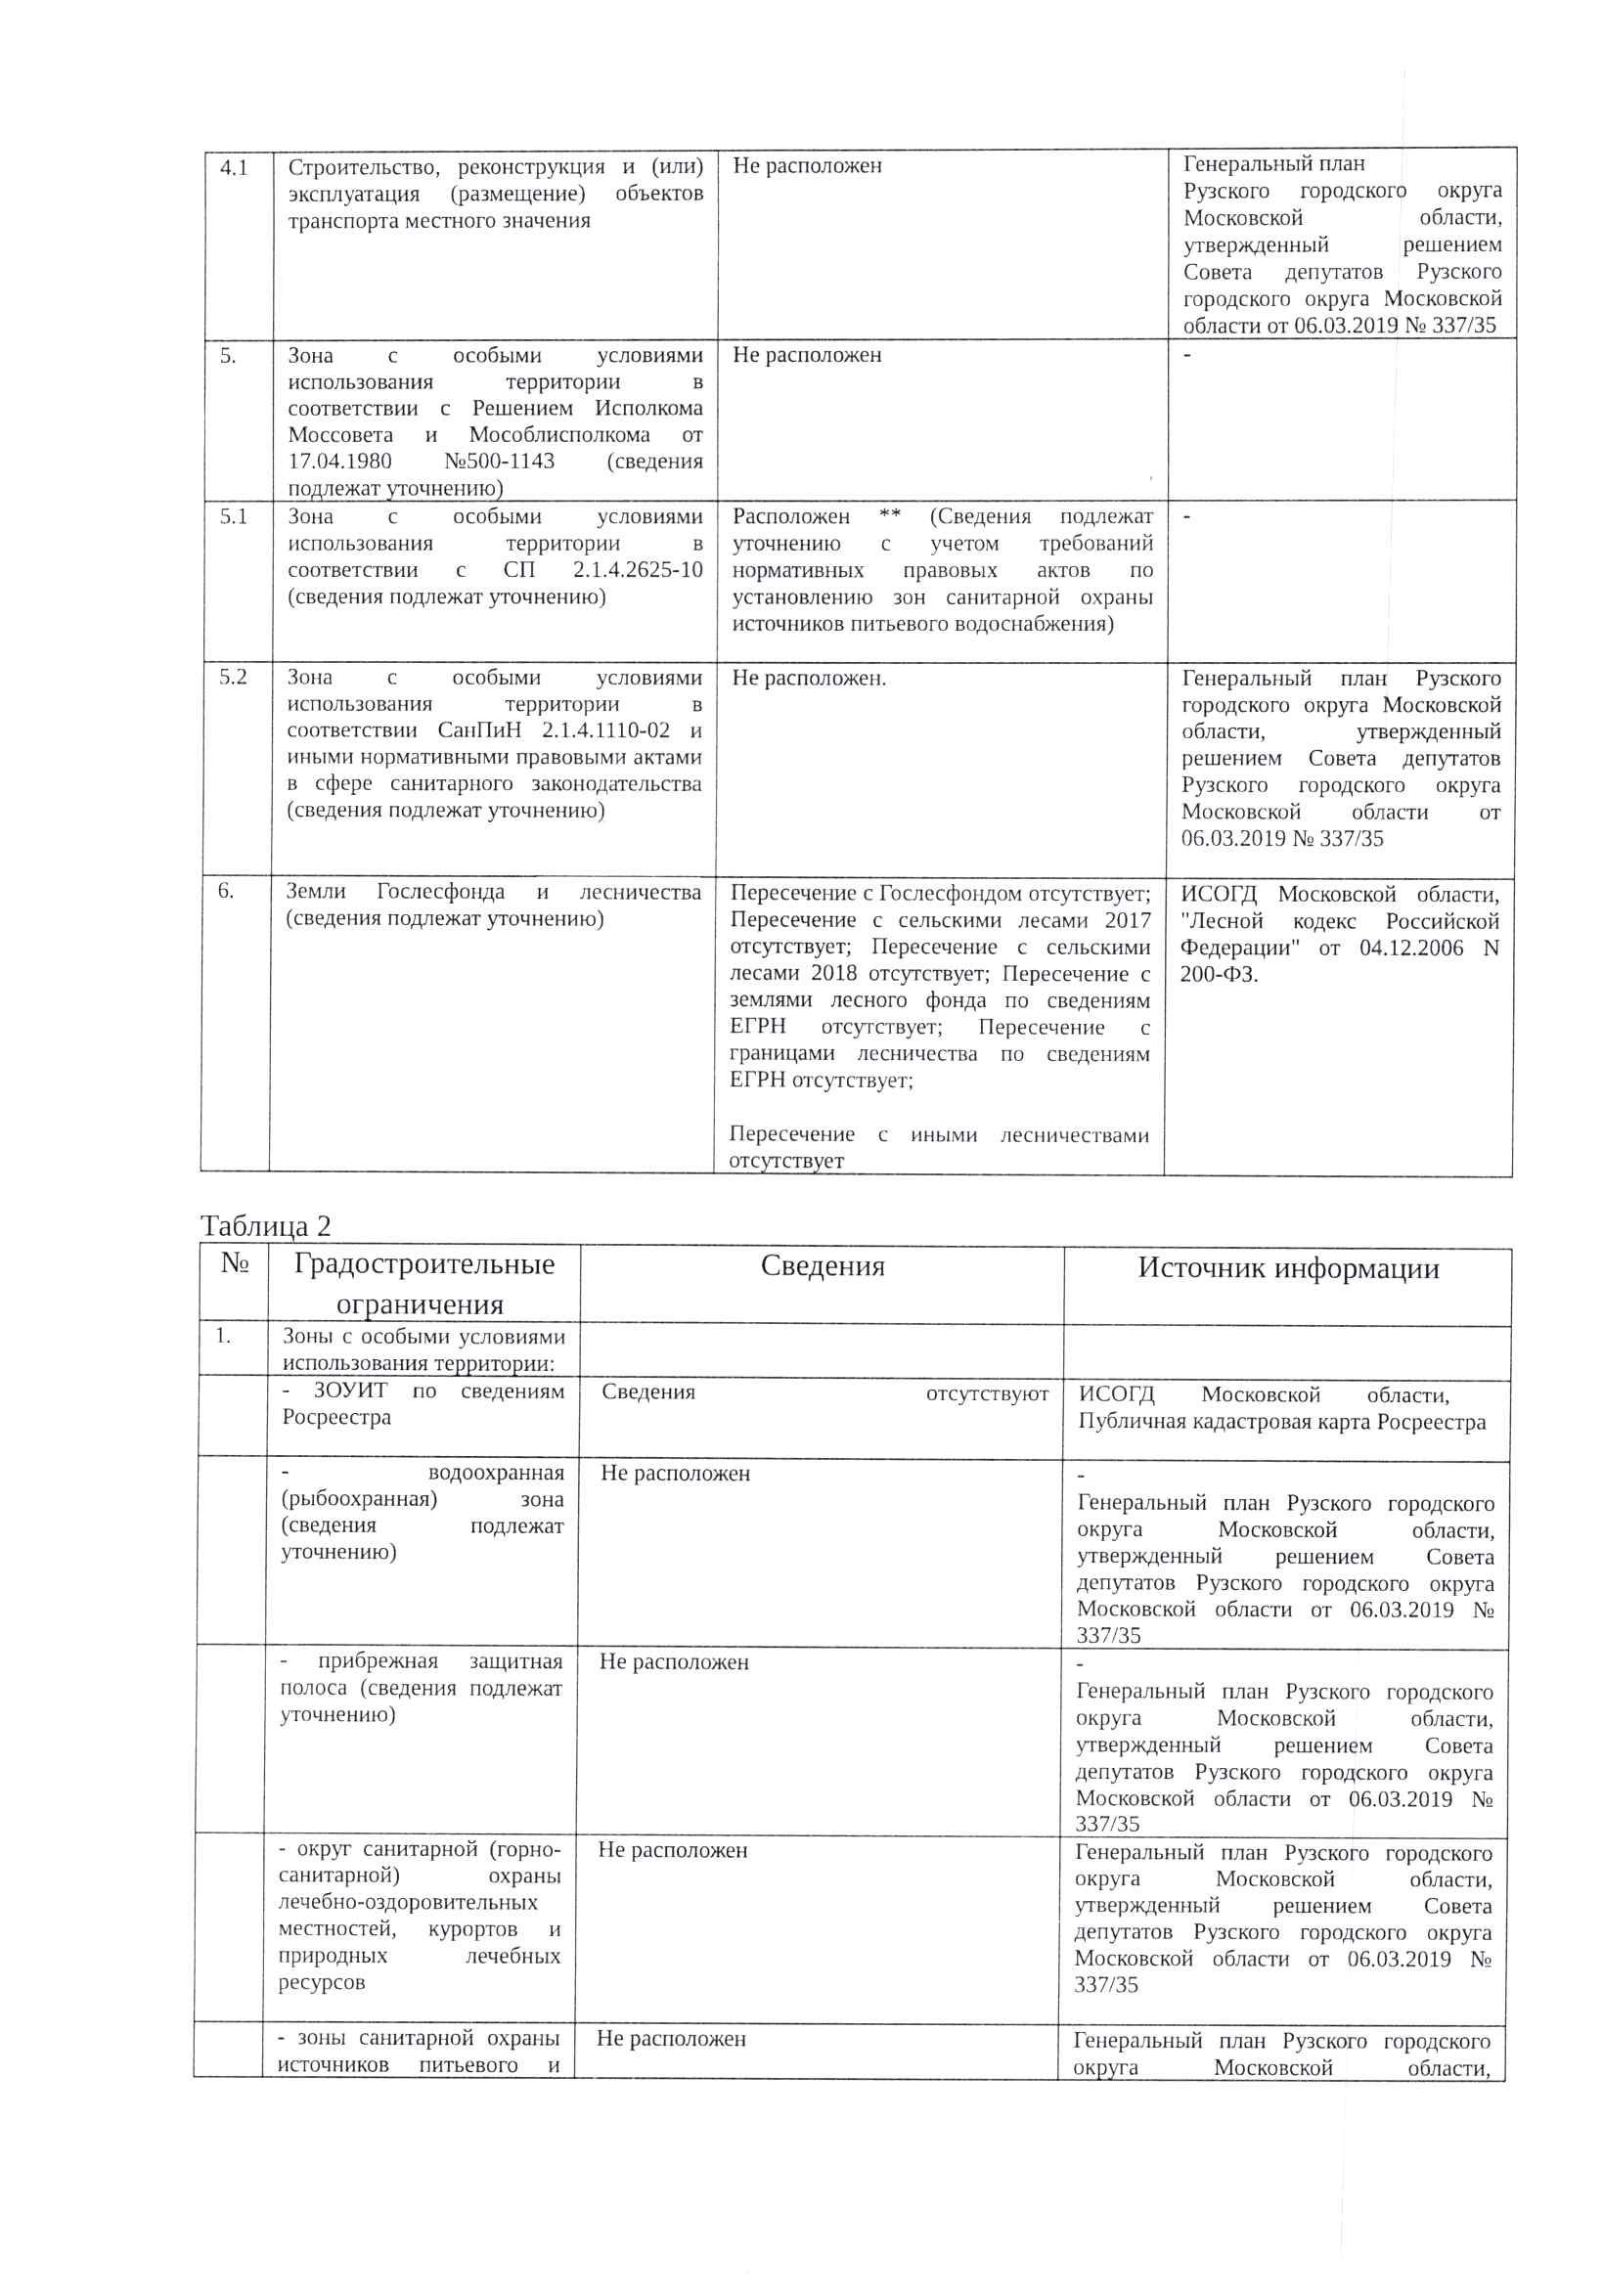 4.1
Строительство, реконструкция и (или)
эксплуатация (размещение) объектов
транспорта местного значения
Не расположен
Генеральный план
Рузского городского округа
Московской области,
утвержденный решением
Совета депутатов Рузского
городского округа Московской
области от 06.03.2019 № 337/35
5.
Зона с особыми условиями
использования территории в
соответствии с Решением Исполкома
Моссовета и Мособлисполкома от
17.04.1980 №500-1143 (сведения
подлежат уточнению)
Не расположен
-
5.1
Зона с особыми условиями
использования территории в
соответствии с СП 2.1.4.2625-10
(сведения подлежат уточнению)
Расположен ** (Сведения подлежат
уточнению с учетом требований
нормативных правовых актов по
установлению зон санитарной охраны
источников питьевого водоснабжения)
-
5.2
Зона с особыми условиями
использования территории в
соответствии СанПиН 2.1.4.1110-02 и
иными нормативными правовыми актами
в сфере санитарного законодательства
(сведения подлежат уточнению)
Не расположен.
Генеральный план Рузского
городского округа Московской
области, утвержденный
решением Совета депутатов
Рузского городского округа
Московской области от
06.03.2019 № 337/35
6.
Земли Гослесфонда и лесничества
(сведения подлежат уточнению)
Пересечение с Гослесфондом отсутствует;
Пересечение с сельскими лесами 2017
отсутствует; Пересечение с сельскими
лесами 2018 отсутствует; Пересечение с
землями лесного фонда по сведениям
ЕГРН отсутствует; Пересечение с
границами лесничества по сведениям
ЕГРН отсутствует;
Пересечение с иными лесничествами
отсутствует
ИСОГД Московской области,
"Лесной кодекс Российской
Федерации" от 04.12.2006 N
200-ФЗ.
Таблица 2
№
Градостроительные
ограничения
Сведения
Источник информации
1.
Зоны с особыми условиями
использования территории:
- ЗОУИТ по сведениям
Росреестра
Сведения отсутствуют
ИСОГД Московской области,
Публичная кадастровая карта Росреестра
- водоохранная
(рыбоохранная) зона
(сведения подлежат
уточнению)
Не расположен
-
Генеральный план Рузского городского
округа Московской области,
утвержденный решением Совета
депутатов Рузского городского округа
Московской области от 06.03.2019 №
337/35
- прибрежная защитная
полоса (сведения подлежат
уточнению)
Не расположен
-
Генеральный план Рузского городского
округа Московской области,
утвержденный решением Совета
депутатов Рузского городского округа
Московской области от 06.03.2019 №
337/35
- округ санитарной (горно-
санитарной) охраны
лечебно-оздоровительных
местностей, курортов и
природных лечебных
ресурсов
Не расположен
Генеральный план Рузского городского
округа Московской области,
утвержденный решением Совета
депутатов Рузского городского округа
Московской области от 06.03.2019 №
337/35
- зоны санитарной охраны
источников питьевого и
Не расположен
Генеральный план Рузского городского
округа Московской области,